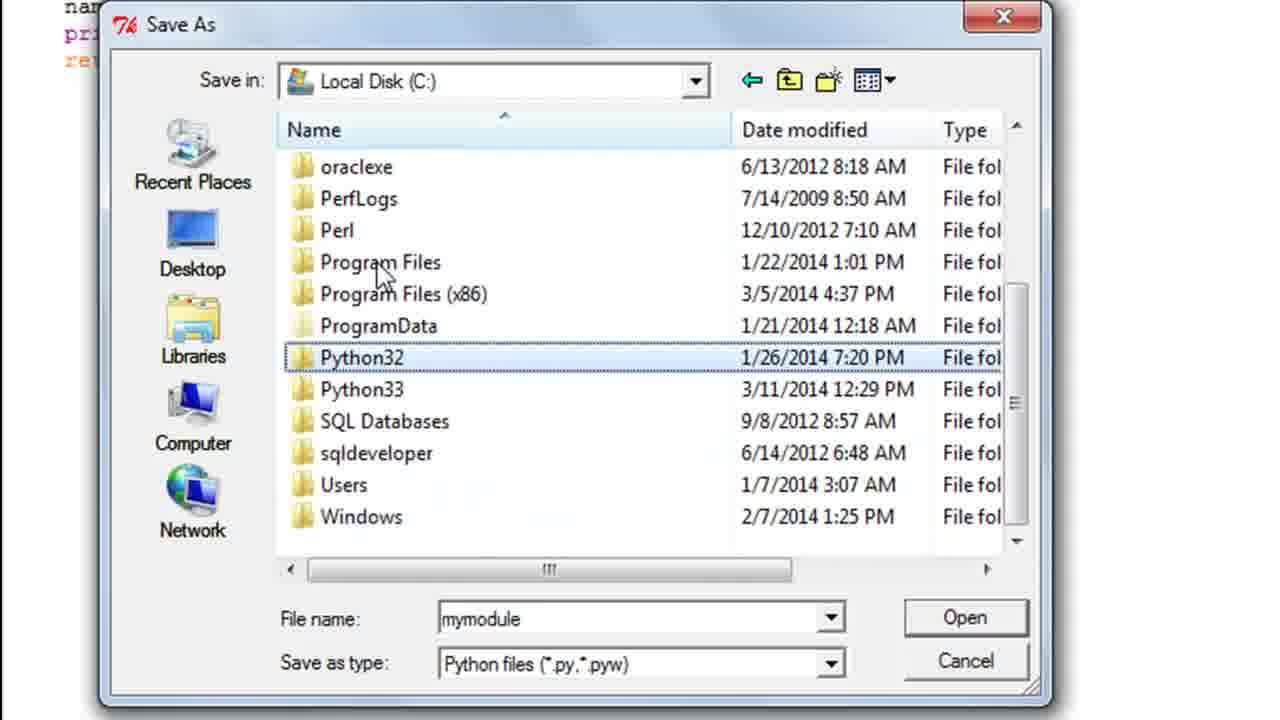 nam
Save As
pri
Save in: Local Disk (C:)
Name Date modified Type
oraclexe 6/13/2012 8:18 AM File fol
PerfLogs 7/14/2009 8:50 AM File fol
Perl 12/10/2012 7:10 AM File fol
Program Files 1/22/2014 1:01 PM File fol
Program Files (x86) 3/5/2014 4:37 PM File fol
ProgramData 1/21/2014 12:18 AM File fol
Python32 1/26/2014 7:20 PM File fol
Python33 3/11/2014 12:29 PM File fol
SQL Databases 9/8/2012 8:57 AM File fol
sqldeveloper 6/14/2012 6:48 AM File fol
Users 1/7/2014 3:07 AM File fol
Windows 2/7/2014 1:25 PM File fol
Recent Places
Desktop
Libraries
Computer
Network
File name: mymodule Open
Save as type: Python files (*.py,*.pyw) Cancel